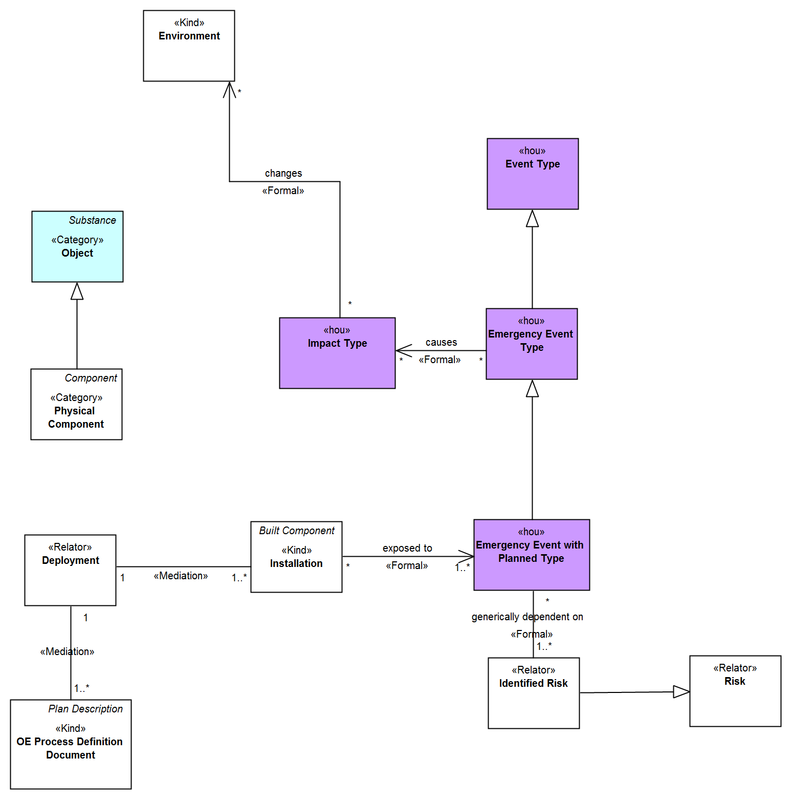 «Kind»
Environment
*
changes
«Formal»
*
«hou»
Event Type
Substance
«Category»
Object
«hou»
Impact Type
causes
*
«Formal»
*
«hou»
Emergency Event
Type
Component
«Category»
Physical
Component
«Relator»
Deployment
1
«Mediation»
1..*
Built Component
«Kind»
Installation
exposed to
*
«Formal»
1..*
«hou»
Emergency Event with
Planned Type
*
generically dependent on
«Formal»
1..*
1
«Mediation»
1..*
«Relator»
Identified Risk
«Relator»
Risk
Plan Description
«Kind»
OE Process Definition
Document